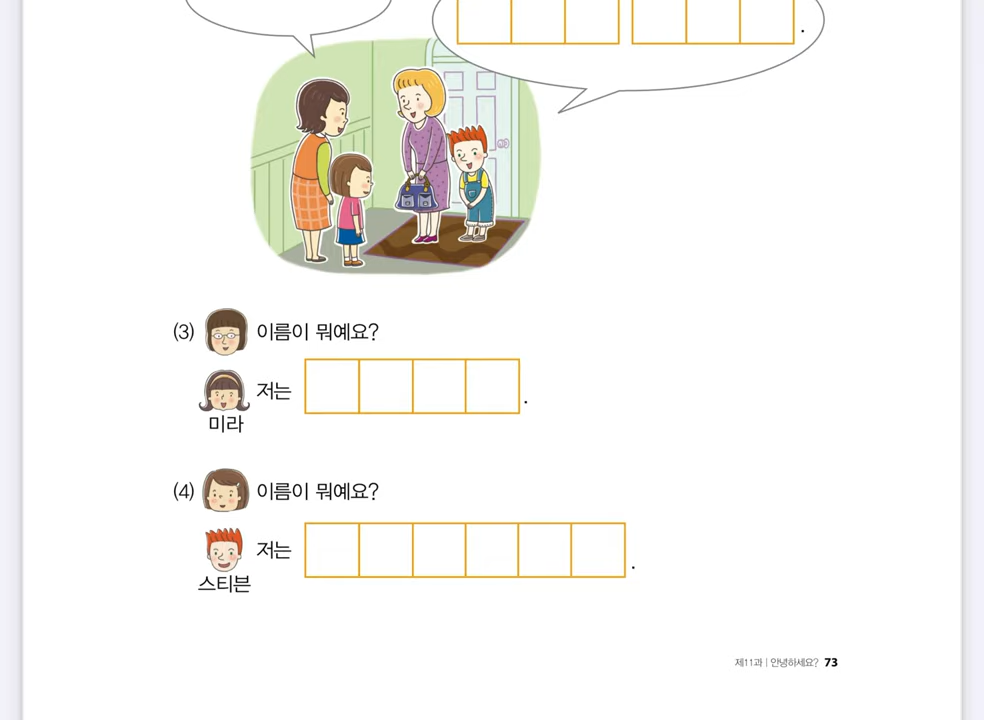 .
(3) 이름이 뭐예요?
저는 .
미라
(4) 이름이 뭐예요?
저는 .
스티븐
제11과 | 안녕하세요? 73